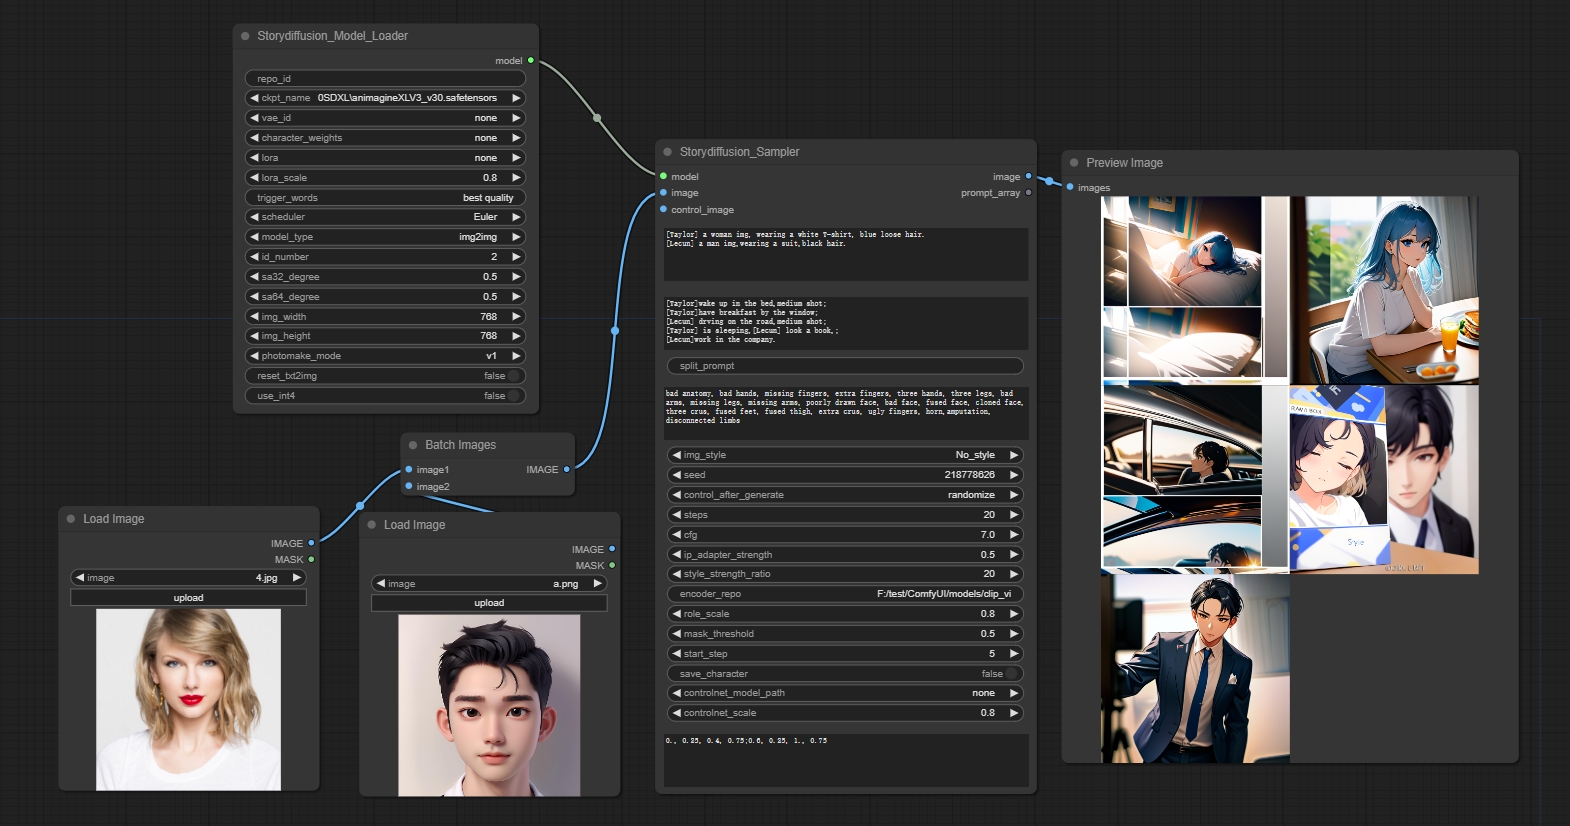 Storydiffusion_Model_Loader
model
repo_id
ckpt_name 0SDXL\animagineXLV3_v30.safetensors
vae_id none
character_weights none
lora none
lora_scale 0.8
trigger_words best quality
scheduler Euler
model_type img2img
id_number 2
sa32_degree 0.5
sa64_degree 0.5
img_width 768
img_height 768
photomake_mode v1
reset_txt2img false
use_int4 false
Batch Images
image1 IMAGE
image2
Load Image
IMAGE
MASK
image 4.jpg
upload
Load Image
IMAGE
MASK
image a.png
upload
Storydiffusion_Sampler
model image
image prompt_array
control_image
[Taylor] a woman img, wearing a white T-shirt, blue loose hair.
[Lecun] a man img,wearing a suit,black hair.
[Taylor]wake up in the bed,medium shot;
[Taylor]have breakfast by the window;
[Lecun] drving on the road,medium shot;
[Taylor] is sleeping,[Lecun] look a book,;
[Lecun]work in the company.
split_prompt
bad anatomy, bad hands, missing fingers, extra fingers, three hands, three legs, bad
arms, missing legs, missing arms, poorly drawn face, bad face, fused face, cloned face,
three crus, fused feet, fused thigh, extra crus, ugly fingers, horn,amputation,
disconnected limbs
img_style No_style
seed 218778626
control_after_generate randomize
steps 20
cfg 7.0
ip_adapter_strength 0.5
style_strength_ratio 20
encoder_repo F:/test/ComfyUI/models/clip_vi
role_scale 0.8
mask_threshold 0.5
start_step 5
save_character false
controlnet_model_path none
controlnet_scale 0.8
0., 0.25, 0.4, 0.75;0.6, 0.25, 1., 0.75
Preview Image
images
Style